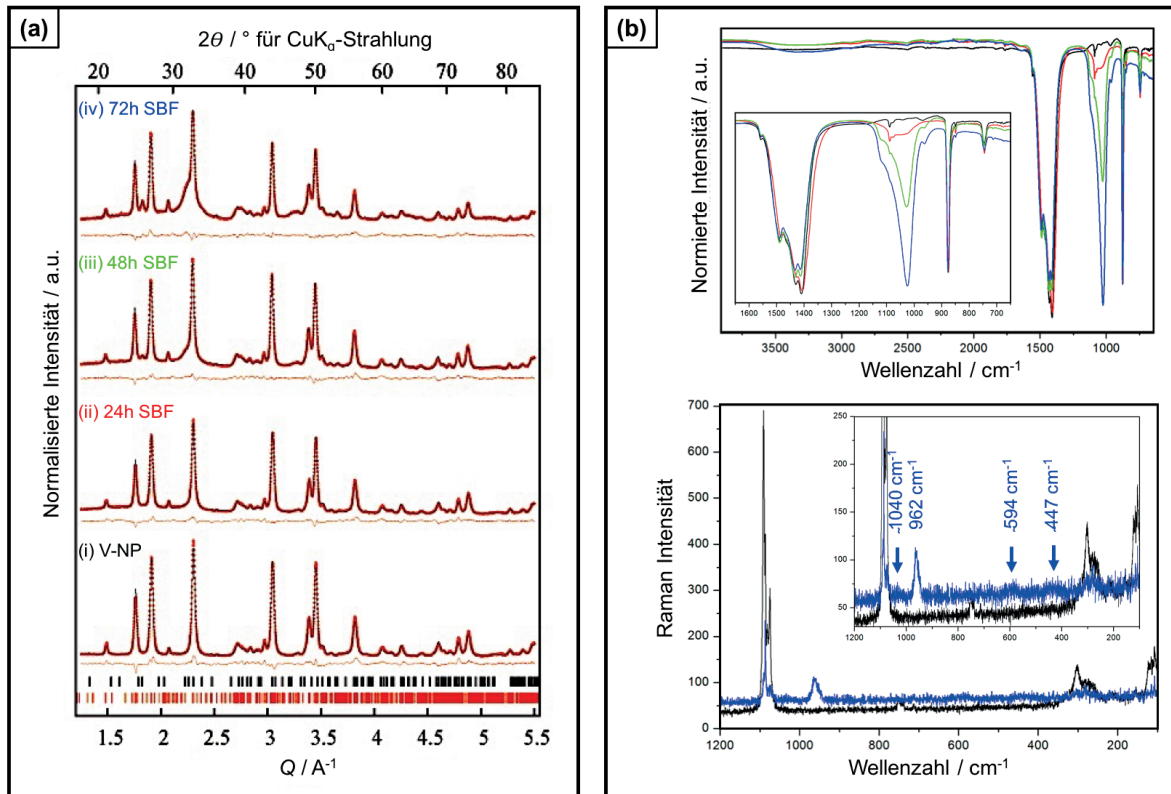 (a)
2θ / ° für CuKα-Strahlung
20 30 40 50 60 70 80
(iv) 72h SBF
(iii) 48h SBF
(ii) 24h SBF
(i) V-NP
Normalisierte Intensität / a.u.
1.5 2 2.5 3 3.5 4 4.5 5 5.5
Q / A-1
(b)
Normierte Intensität / a.u.
1600 1500 1400 1300 1200 1100 1000 900 800 700
3500 3000 2500 2000 1500 1000
Wellenzahl / cm-1
700
600
500
400
300
200
100
0
Raman Intensität
250
200
150
100
50
~1040 cm-1
962 cm-1
~594 cm-1
~447 cm-1
1200 1000 800 600 400 200
1200 1000 800 600 400 200
Wellenzahl / cm-1